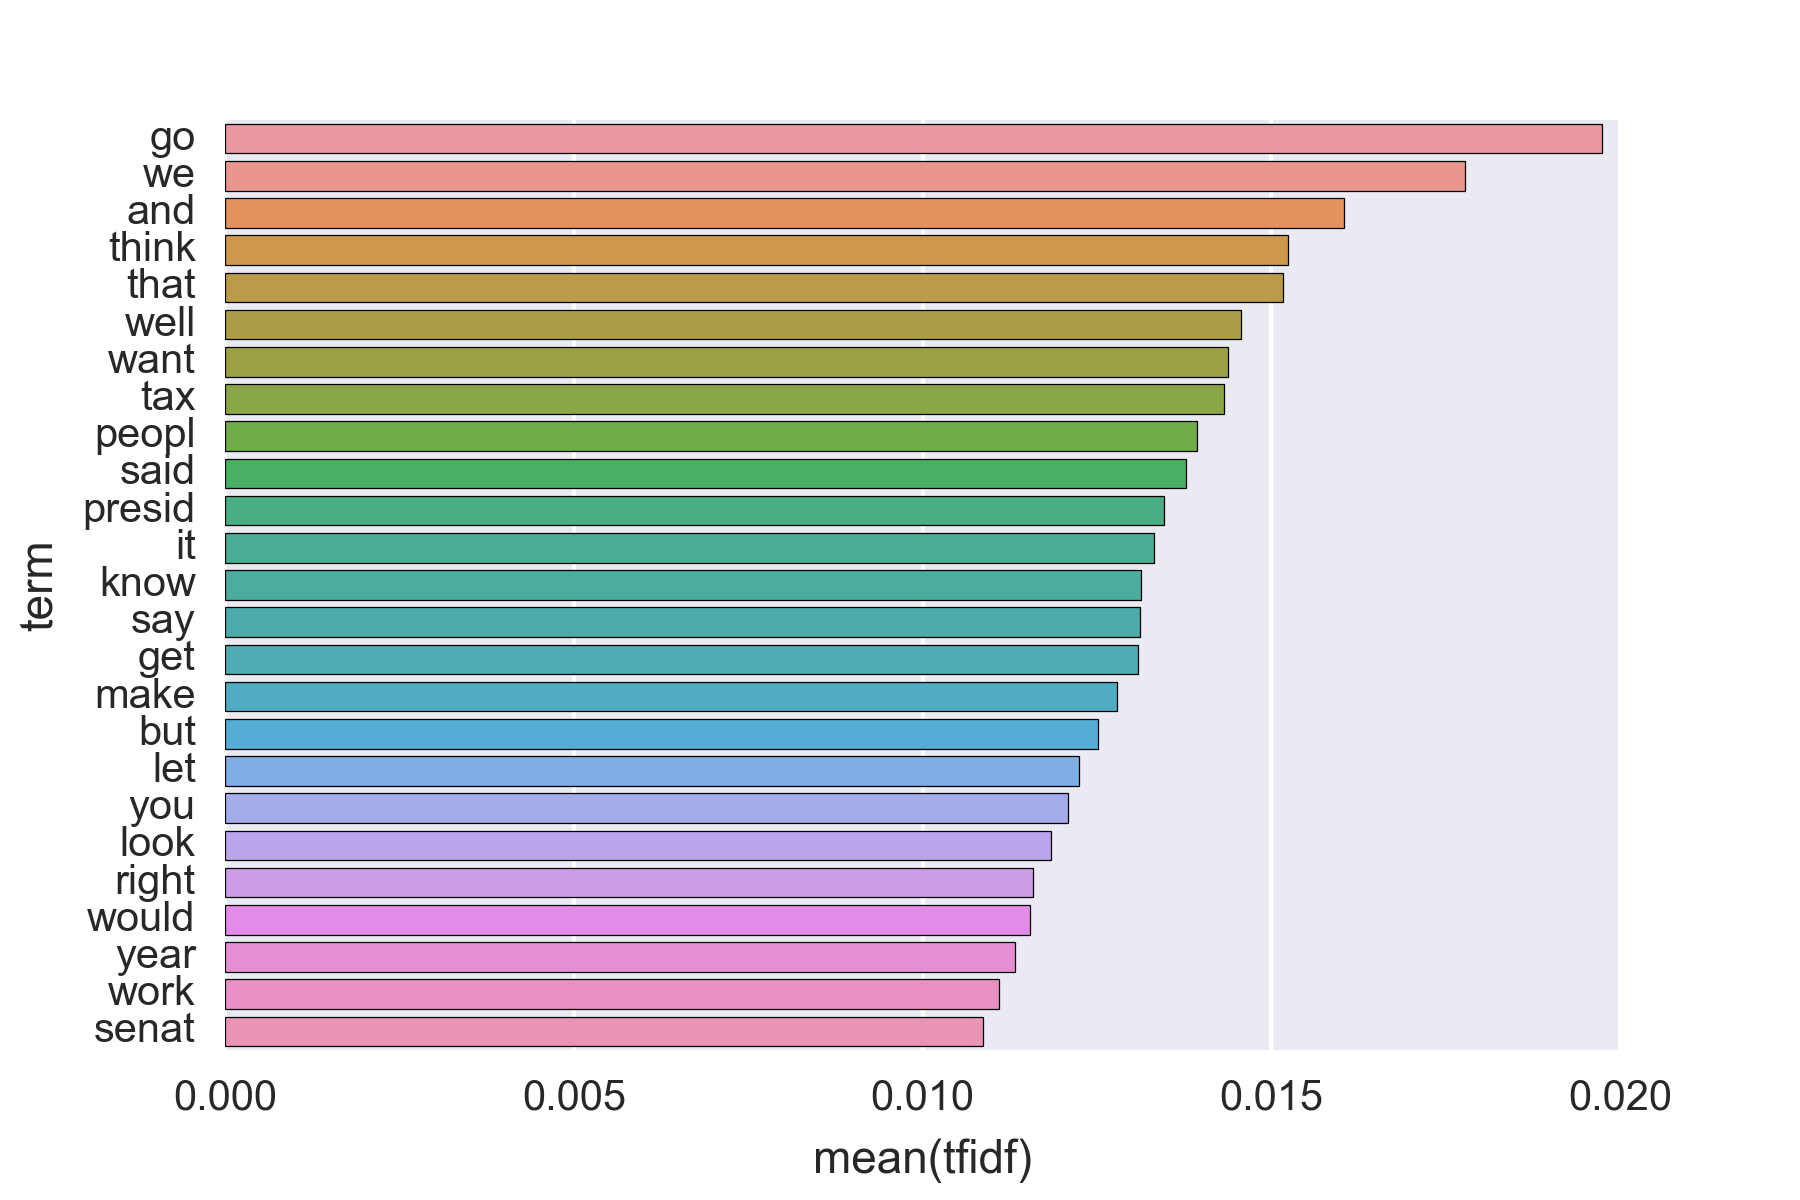 go
we
and
think
that
well
want
tax
peopl
said
presid
it
know
say
get
make
but
let
you
look
right
would
year
work
senat
term
0.000 0.005 0.010 0.015 0.020
mean(tfidf)